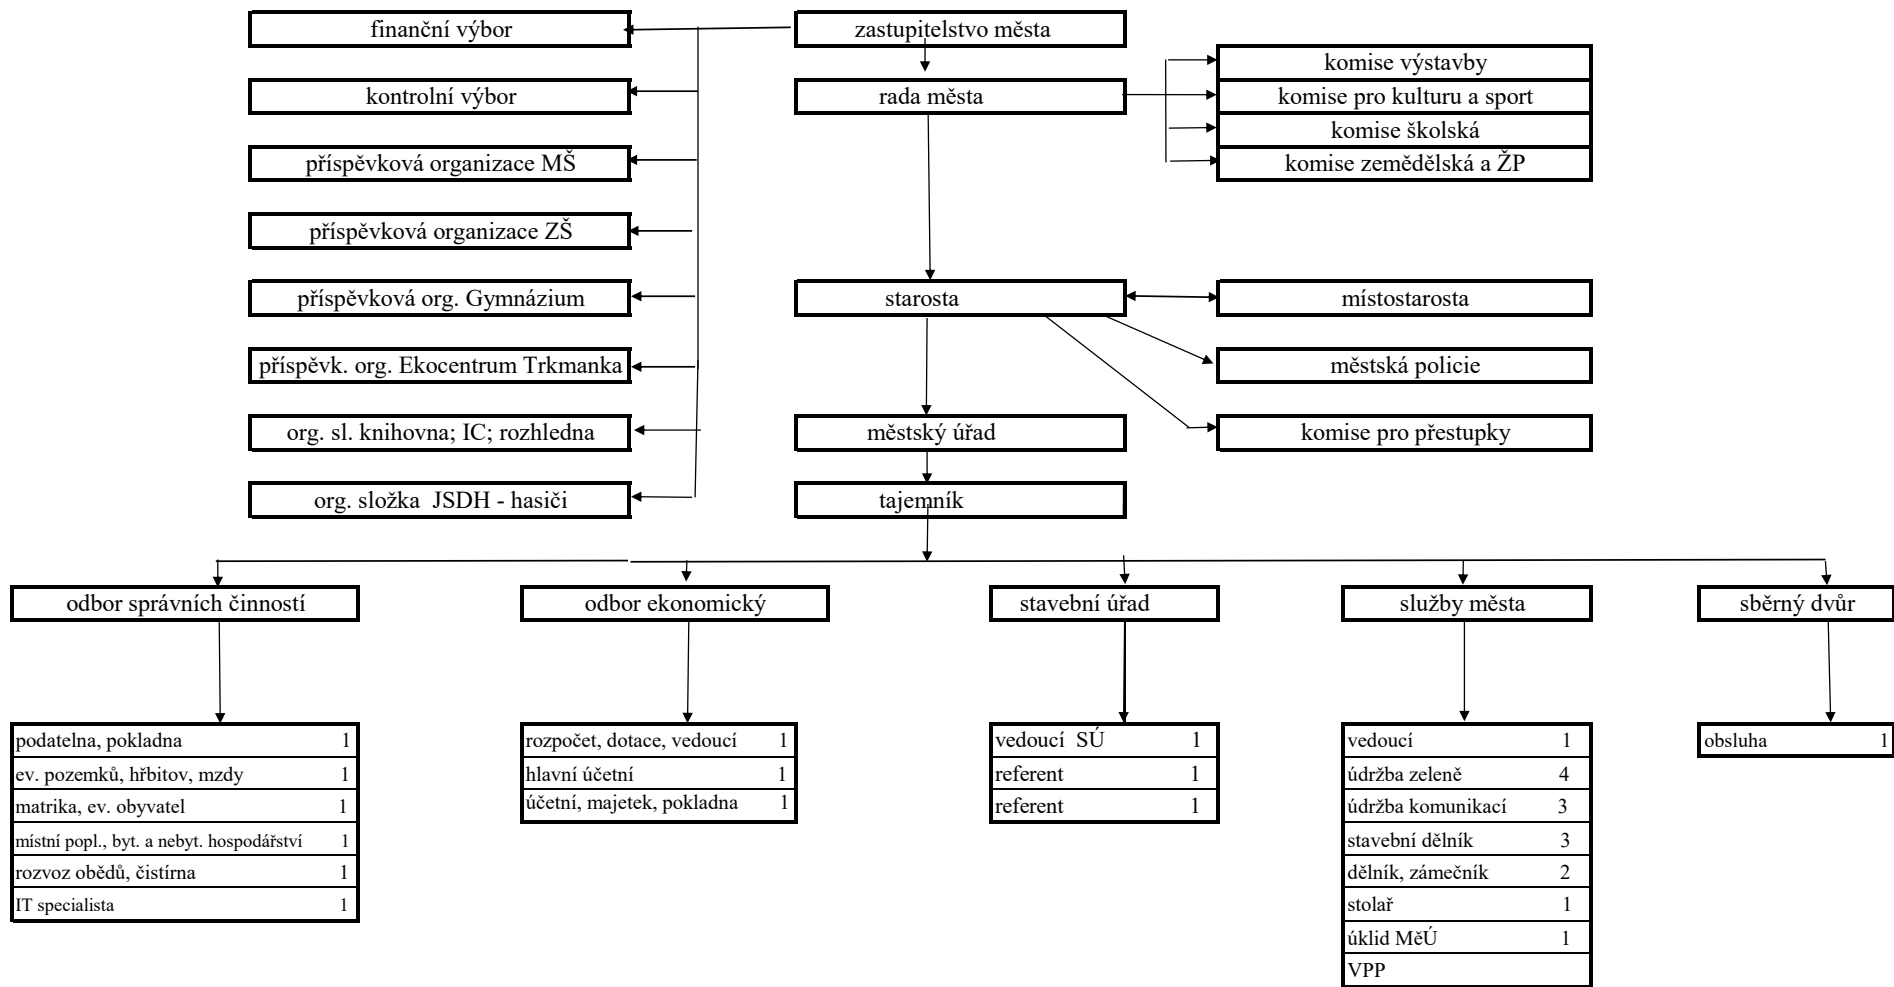 finanční výbor
zastupitelstvo města
komise výstavby
kontrolní výbor
rada města
komise pro kulturu a sport
komise školská
příspěvková organizace MŠ
komise zemědělská a ŽP
příspěvková organizace ZŠ
příspěvková org. Gymnázium
starosta
místostarosta
příspěvk. org. Ekocentrum Trkmanka
městská policie
org. sl. knihovna; IC; rozhledna
městský úřad
komise pro přestupky
org. složka JSDH - hasiči
tajemník
odbor správních činností
odbor ekonomický
stavební úřad
služby města
sběrný dvůr
podatelna, pokladna 1
ev. pozemků, hřbitov, mzdy 1
matrika, ev. obyvatel 1
místní popl., byt. a nebyt. hospodářství 1
rozvoz obědů, čistírna 1
IT specialista 1
rozpočet, dotace, vedoucí 1
hlavní účetní 1
účetní, majetek, pokladna 1
vedoucí SÚ 1
referent 1
referent 1
vedoucí 1
údržba zeleně 4
údržba komunikací 3
stavební dělník 3
dělník, zámečník 2
stolař 1
úklid MěÚ 1
VPP
obsluha 1